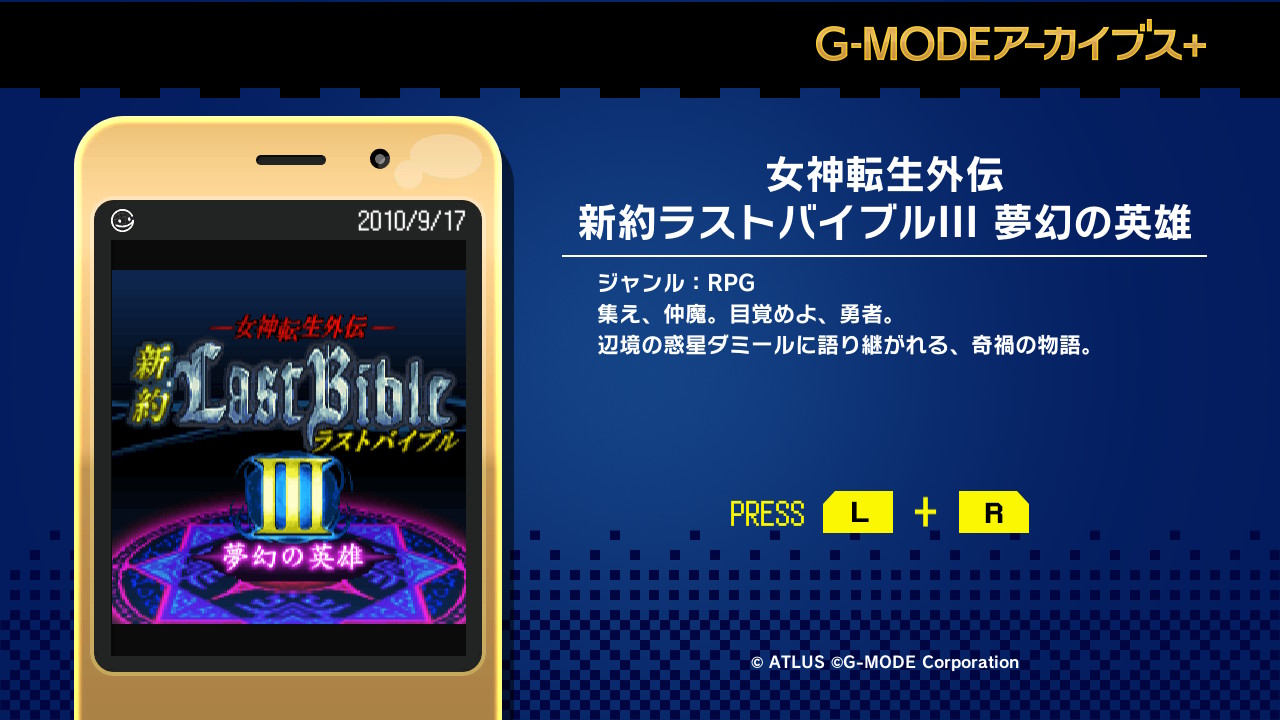 G-MODEアーカイブス+
2010/9/17
女神転生外伝
新約
LastBible
ラストバイブル
III
夢幻の英雄
女神転生外伝
新約ラストバイブルIII 夢幻の英雄
ジャンル：RPG
集え、仲魔。目覚めよ、勇者。
辺境の惑星ダミールに語り継がれる、奇禍の物語。
PRESS L + R
© ATLUS ©G-MODE Corporation